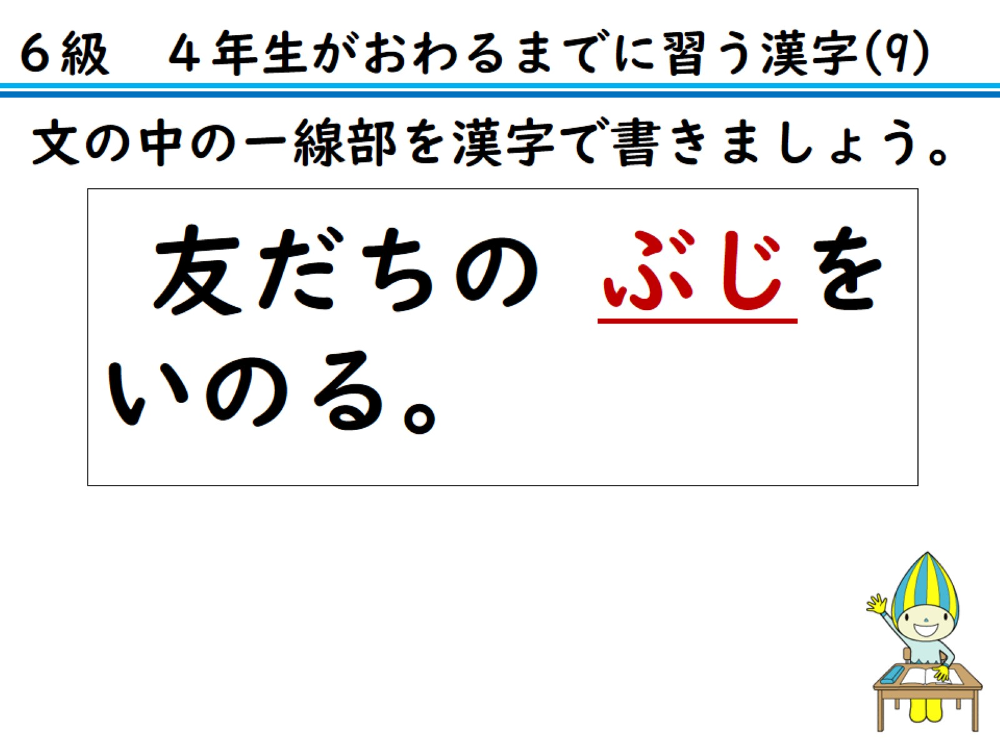 ６級　４年生がおわるまでに習う漢字(9)
文の中の一線部を漢字で書きましょう。
友だちの ぶじを
いのる。